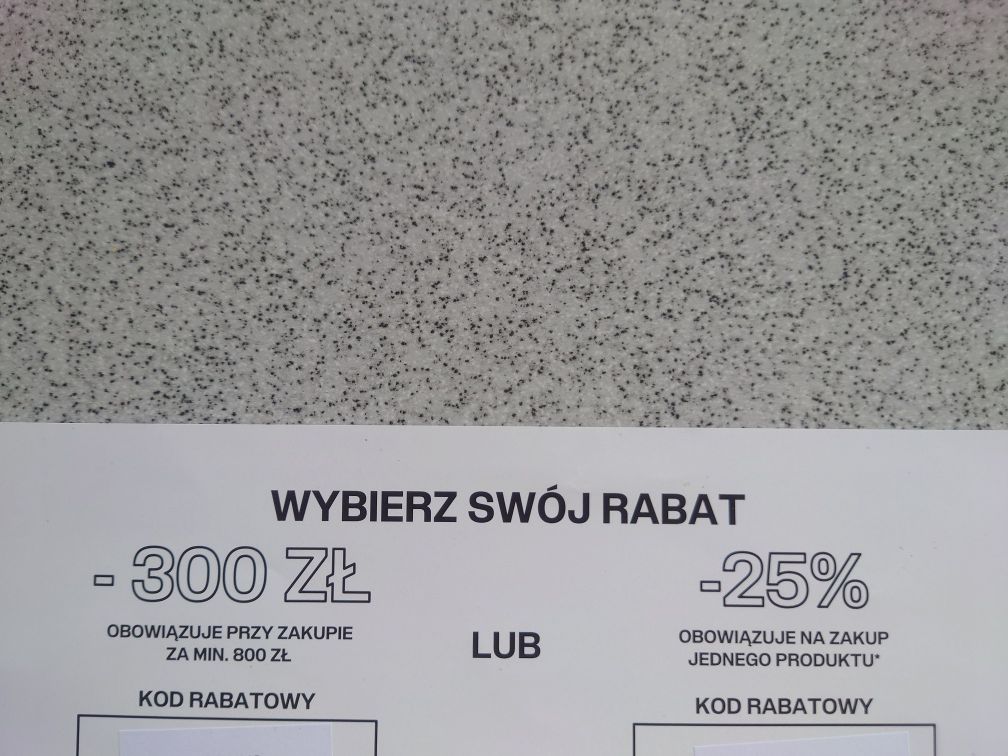 WYBIERZ SWÓJ RABAT
- 300 ZŁ
OBOWIĄZUJE PRZY ZAKUPIE
ZA MIN. 800 ZŁ
KOD RABATOWY
LUB
-25%
OBOWIĄZUJE NA ZAKUP
JEDNEGO PRODUKTU*
KOD RABATOWY